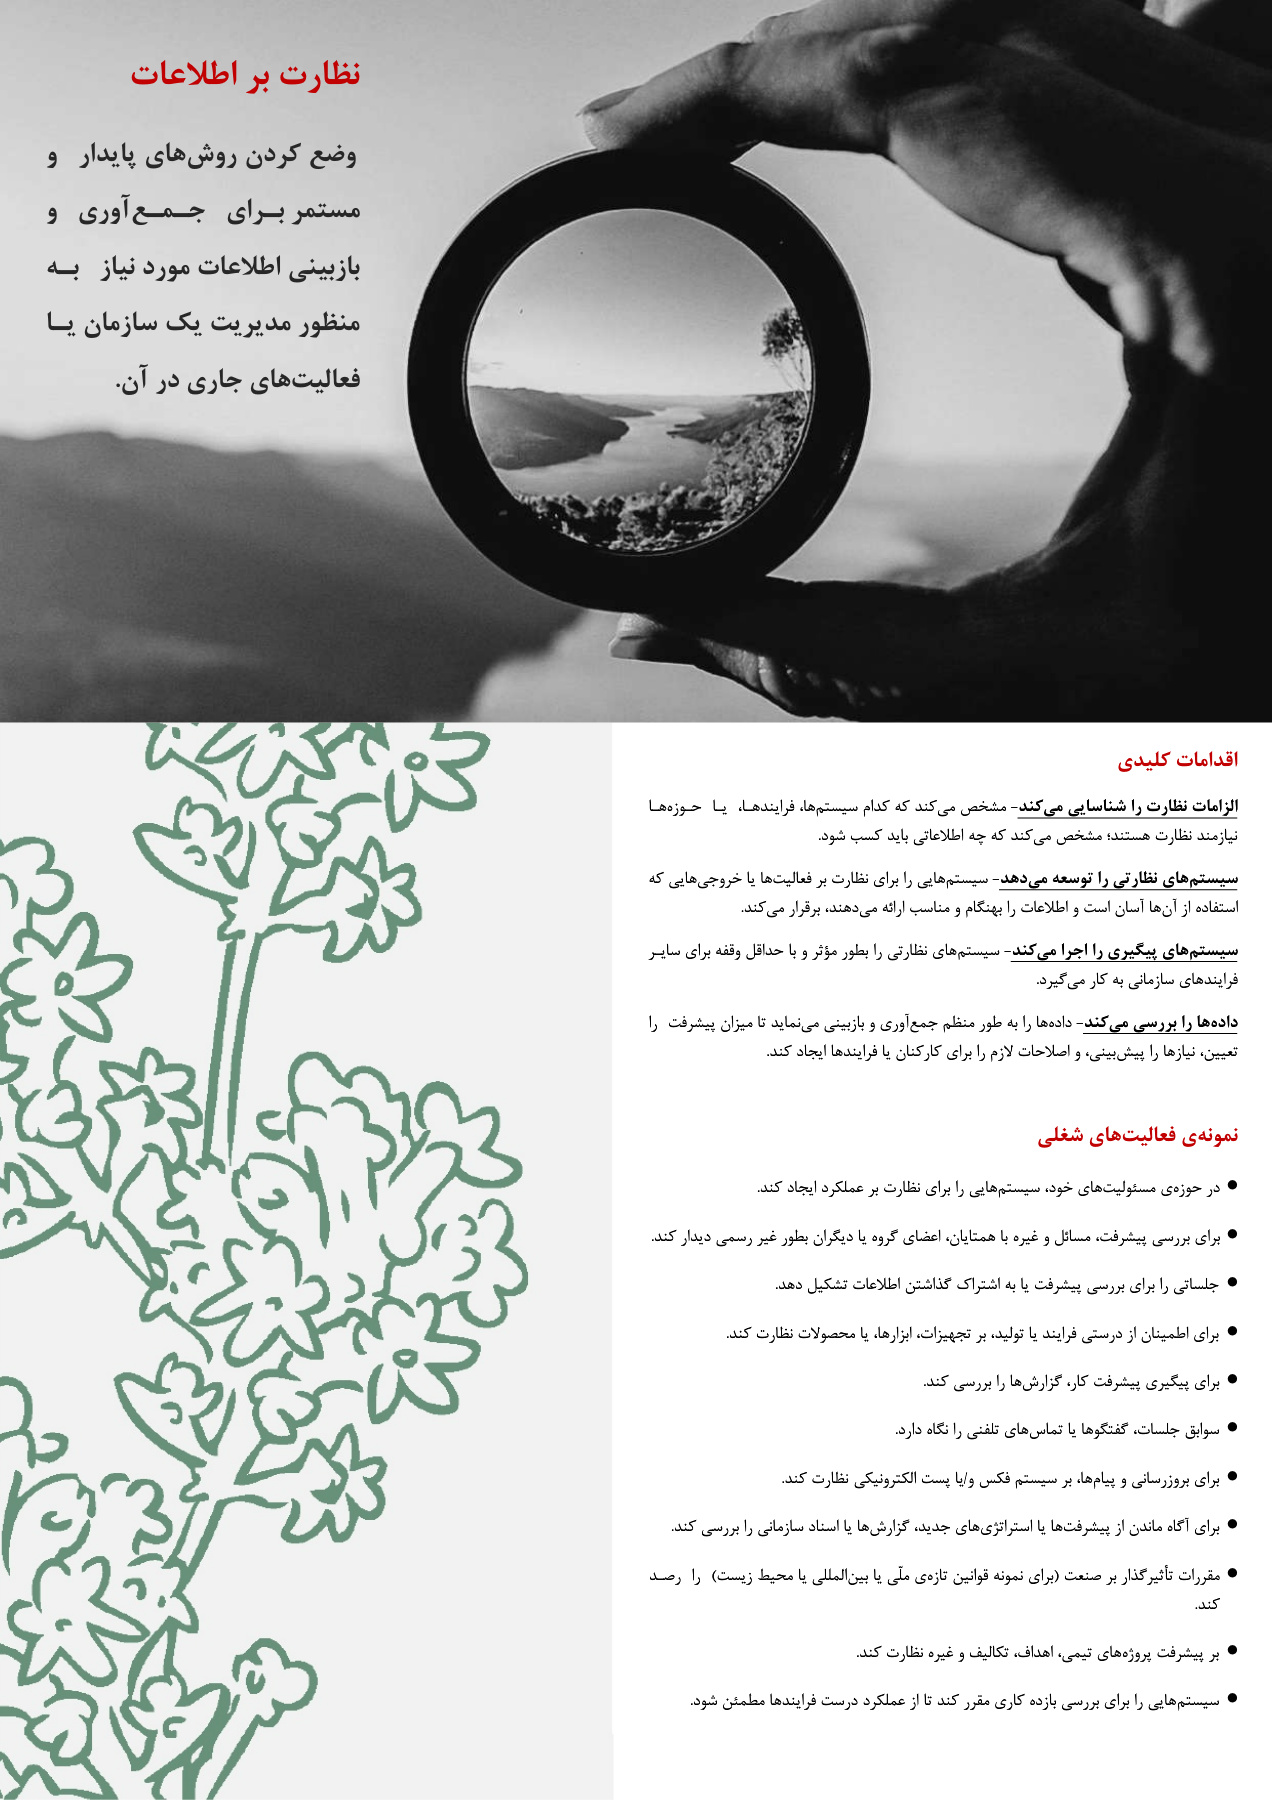 نظارت بر اطلاعات
وضع کردن روش‌های پایدار و
مستمر بـرای جـمـع‌آوری و
بازبینی اطلاعات مورد نیاز بـه
منظور مدیریت یک سازمان یـا
فعالیت‌های جاری در آن.
اقدامات کلیدی
الزامات نظارت را شناسایی می‌کند- مشخص می‌کند که کدام سیستم‌ها، فرایندهـا، یـا حـوزه‌هـا
نیازمند نظارت هستند؛ مشخص می‌کند که چه اطلاعاتی باید کسب شود.
سیستم‌های نظارتی را توسعه می‌دهد- سیستم‌هایی را برای نظارت بر فعالیت‌ها یا خروجی‌هایی که
استفاده از آن‌ها آسان است و اطلاعات را بهنگام و مناسب ارائه می‌دهند، برقرار می‌کند.
سیستم‌های پیگیری را اجرا می‌کند- سیستم‌های نظارتی را بطور مؤثر و با حداقل وقفه برای سایـر
فرایندهای سازمانی به کار می‌گیرد.
داده‌ها را بررسی می‌کند- داده‌ها را به طور منظم جمع‌آوری و بازبینی می‌نماید تا میزان پیشرفت را
تعیین، نیازها را پیش‌بینی، و اصلاحات لازم را برای کارکنان یا فرایندها ایجاد کند.
نمونه‌ی فعالیت‌های شغلی
● در حوزه‌ی مسئولیت‌های خود، سیستم‌هایی را برای نظارت بر عملکرد ایجاد کند.
● برای بررسی پیشرفت، مسائل و غیره با همتایان، اعضای گروه یا دیگران بطور غیر رسمی دیدار کند.
● جلساتی را برای بررسی پیشرفت یا به اشتراک گذاشتن اطلاعات تشکیل دهد.
● برای اطمینان از درستی فرایند یا تولید، بر تجهیزات، ابزارها، یا محصولات نظارت کند.
● برای پیگیری پیشرفت کار، گزارش‌ها را بررسی کند.
● سوابق جلسات، گفتگوها یا تماس‌های تلفنی را نگاه دارد.
● برای بروزرسانی و پیام‌ها، بر سیستم فکس و/یا پست الکترونیکی نظارت کند.
● برای آگاه ماندن از پیشرفت‌ها یا استراتژی‌های جدید، گزارش‌ها یا اسناد سازمانی را بررسی کند.
● مقررات تأثیرگذار بر صنعت (برای نمونه قوانین تازه‌ی ملّی یا بین‌المللی یا محیط زیست) را رصـد
کند.
● بر پیشرفت پروژه‌های تیمی، اهداف، تکالیف و غیره نظارت کند.
● سیستم‌هایی را برای بررسی بازده کاری مقرر کند تا از عملکرد درست فرایندها مطمئن شود.